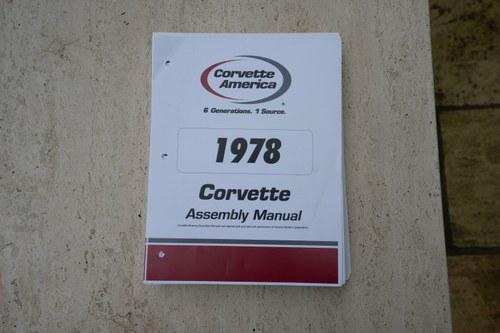 Corvette
America
6 Generations. 1 Source.
1978
Corvette
Assembly Manual